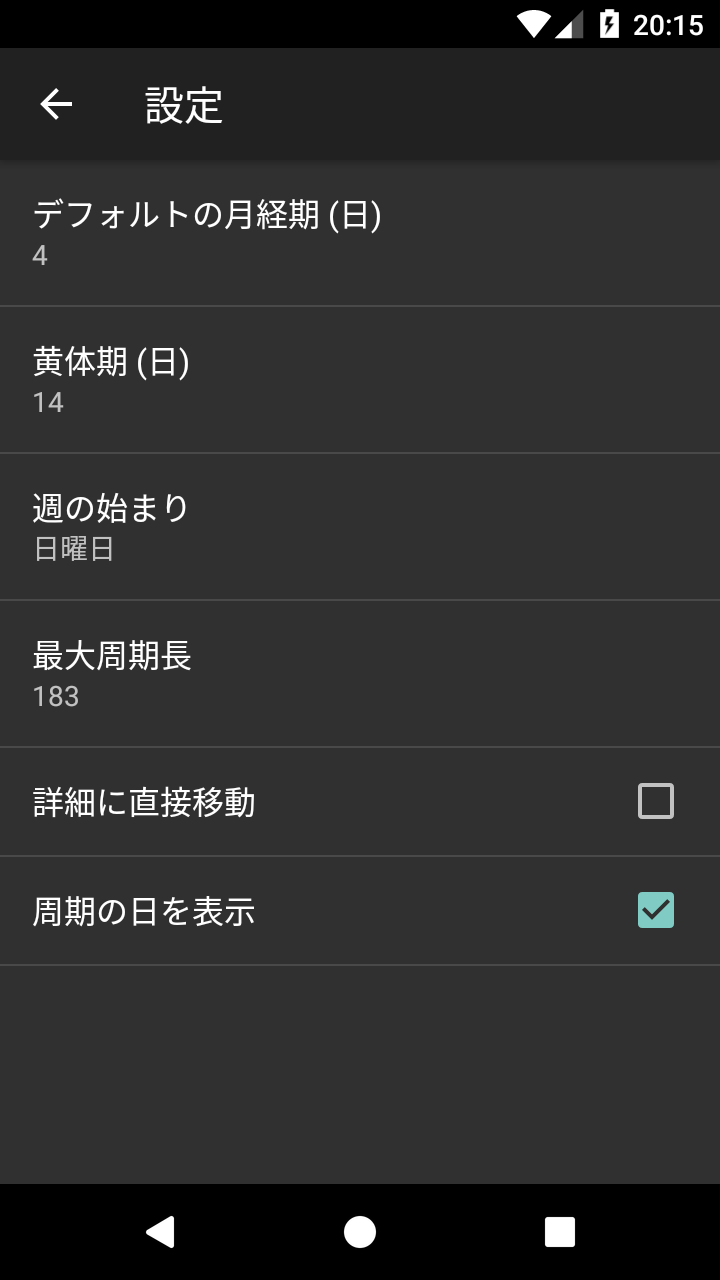 20:15
設定
デフォルトの月経期 (日)
4
黄体期 (日)
14
週の始まり
日曜日
最大周期長
183
詳細に直接移動
周期の日を表示